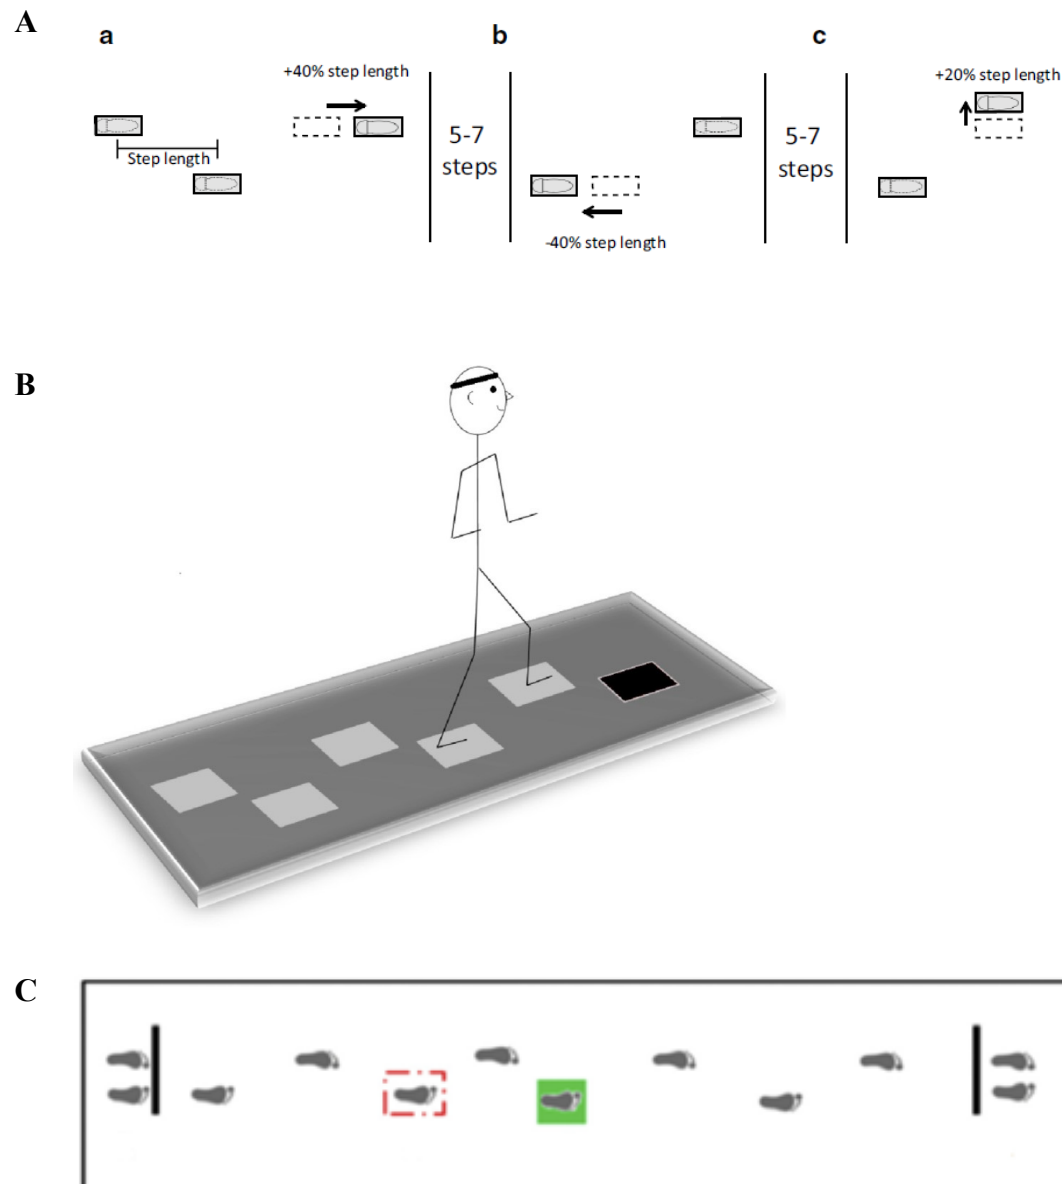 A
a
b
c
+40% step length
+20% step length
Step length
5-7
steps
5-7
steps
-40% step length
B
C